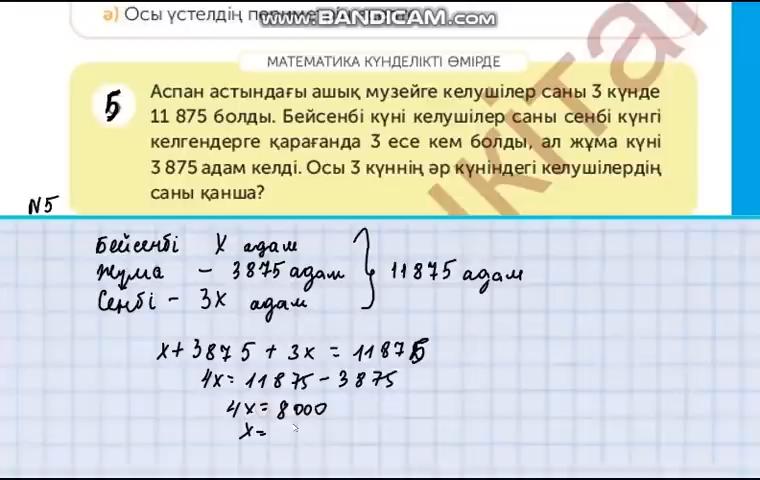 ә) Осы үстелдің
www.BANDICAM.com
МАТЕМАТИКА КҮНДЕЛІКТІ ӨМІРДЕ
5
Аспан астындағы ашық музейге келушілер саны 3 күнде
11 875 болды. Бейсенбі күні келушілер саны сенбі күнгі
келгендерге қарағанда 3 есе кем болды, ал жұма күні
3 875 адам келді. Осы 3 күннің әр күніндегі келушілердің
саны қанша?
N5
Бейсенбі X адам
Жұма – 3875 адам } 11875 адам
Сенбі – 3X адам
x + 3875 + 3x = 11875
4x = 11875 – 3875
4x = 8000
x =